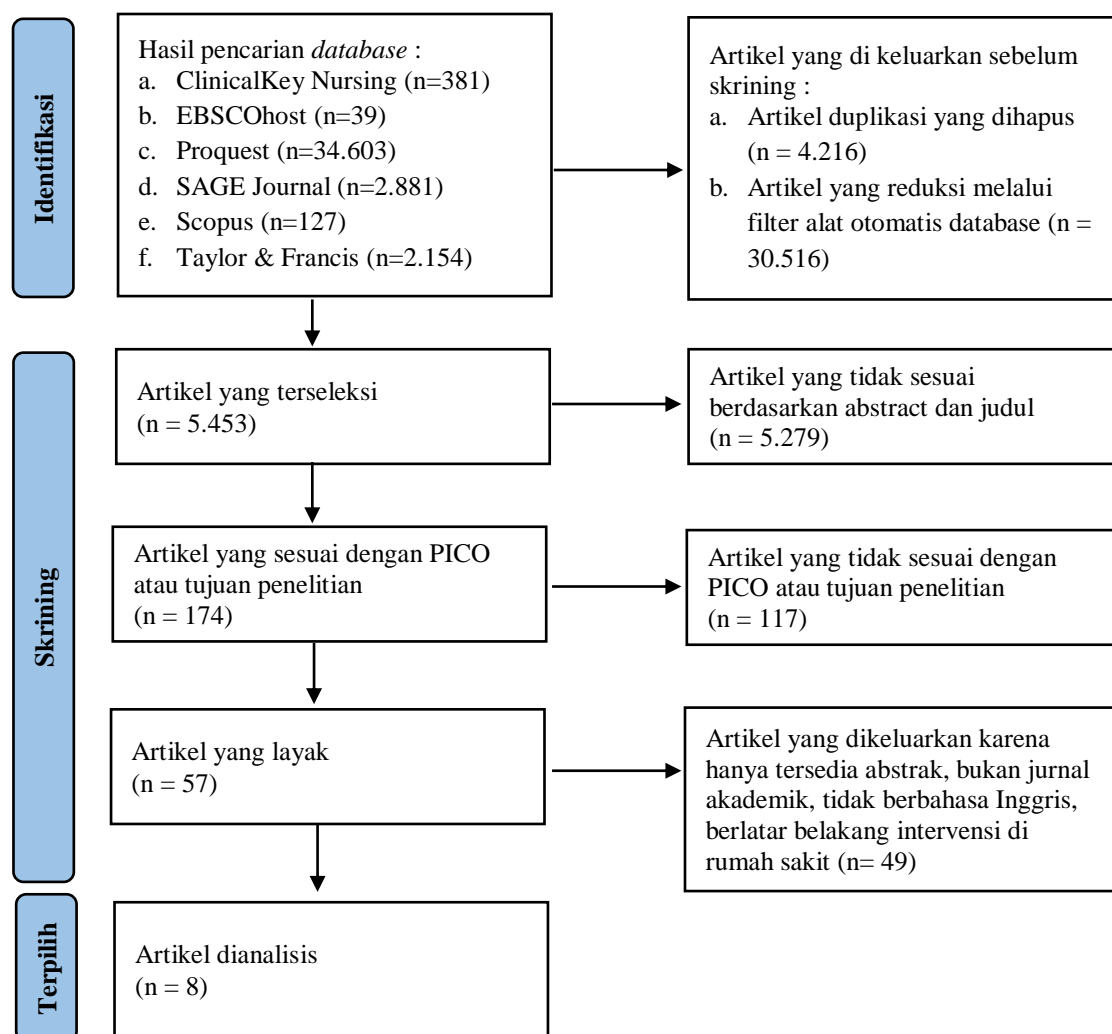 Identifikasi
Hasil pencarian database :
a. ClinicalKey Nursing (n=381)
b. EBSCOhost (n=39)
c. Proquest (n=34.603)
d. SAGE Journal (n=2.881)
e. Scopus (n=127)
f. Taylor & Francis (n=2.154)
Artikel yang di keluarkan sebelum
skrining :
a. Artikel duplikasi yang dihapus
(n = 4.216)
b. Artikel yang reduksi melalui
filter alat otomatis database (n =
30.516)
Skrining
Artikel yang terseleksi
(n = 5.453)
Artikel yang tidak sesuai
berdasarkan abstract dan judul
(n = 5.279)
Artikel yang sesuai dengan PICO
atau tujuan penelitian
(n = 174)
Artikel yang tidak sesuai dengan
PICO atau tujuan penelitian
(n = 117)
Artikel yang layak
(n = 57)
Artikel yang dikeluarkan karena
hanya tersedia abstrak, bukan jurnal
akademik, tidak berbahasa Inggris,
berlatar belakang intervensi di
rumah sakit (n= 49)
Terpilih
Artikel dianalisis
(n = 8)